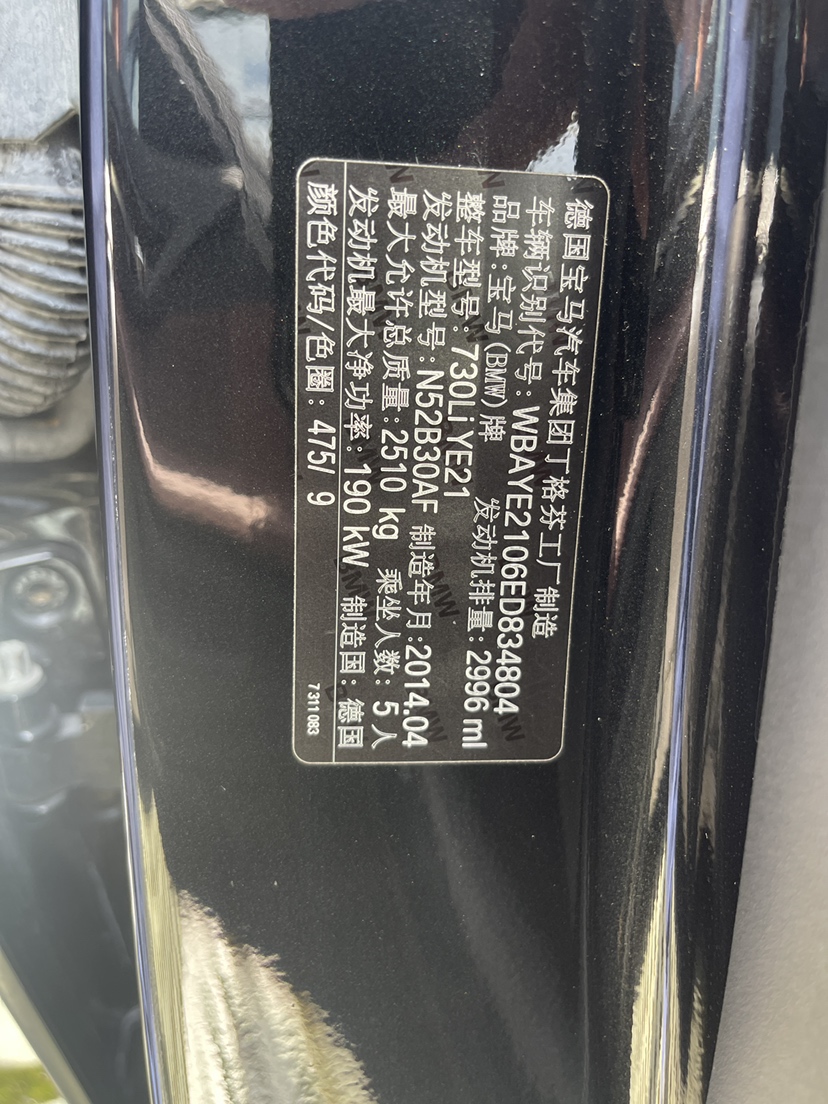 德国宝马汽车集团丁格芬工厂制造
车辆识别代号：WBAYE2106ED834804
品牌：宝马(BMW)牌 发动机排量：2996 ml
整车型号：730Li YE21
发动机型号：N52B30AF 制造年月：2014.04
最大允许总质量：2510 kg 乘坐人数：5人
发动机最大净功率：190 kW 制造国：德国
颜色代码/色圈：475/ 9
7311 083